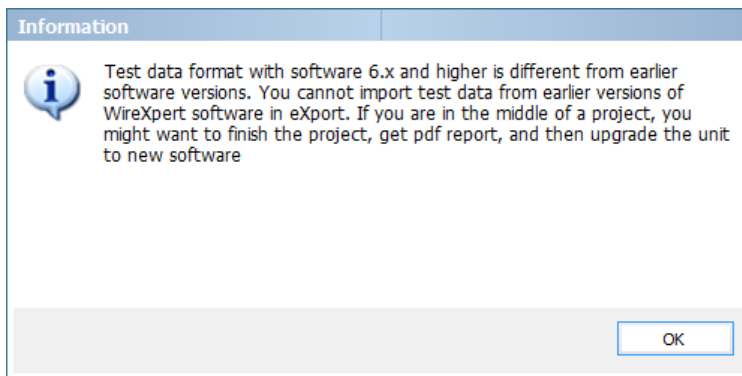 Information
Test data format with software 6.x and higher is different from earlier
software versions. You cannot import test data from earlier versions of
WireXpert software in eXport. If you are in the middle of a project, you
might want to finish the project, get pdf report, and then upgrade the unit
to new software
OK